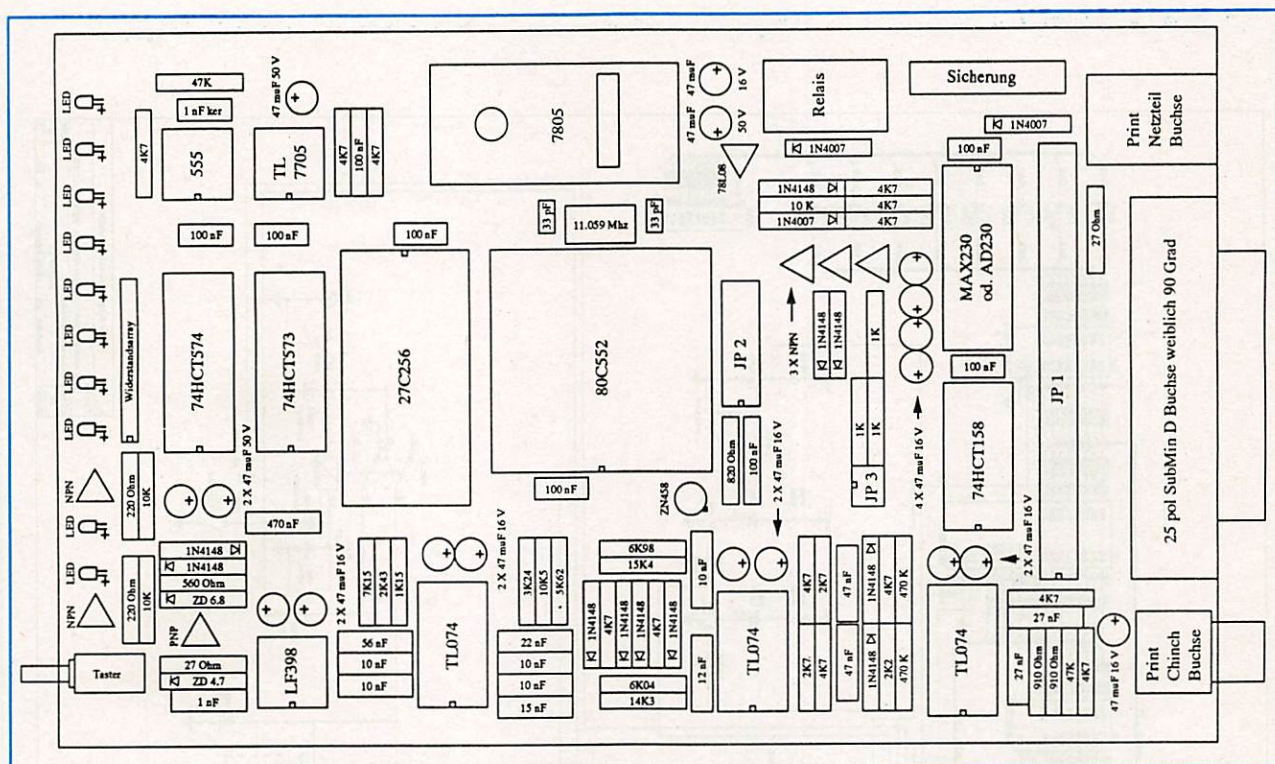 LED
LED
LED
LED
LED
LED
LED
LED
LED
LED
NPN
NPN
Taster
47K
1 nF ker
4K7
555
47 muF 50 V
TL
7705
4K7
100 nF
4K7
100 nF
100 nF
100 nF
Widerstandsarray
74HCT574
74HCT573
27C256
220 Ohm
10K
2 X 47 muF 50 V
470 nF
1N4148
1N4148
560 Ohm
ZD 6.8
220 Ohm
10K
PNP
27 Ohm
ZD 4.7
1 nF
LF398
2 X 47 muF 16 V
7K15
2K43
1K15
56 nF
10 nF
10 nF
TL074
7805
47 muF
50 V
47 muF
16 V
78L08
33 pF
11.059 Mhz
33 pF
80C552
JP 2
820 Ohm
100 nF
100 nF
ZN458
2 X 47 muF 16 V
3K24
10K5
5K62
22 nF
10 nF
10 nF
15 nF
6K98
15K4
1N4148
4K7
1N4148
1N4148
4K7
1N4148
6K04
14K3
10 nF
12 nF
2 X 47 muF 16 V
TL074
Relais
Sicherung
1N4007
1N4007
1N4148
4K7
10 K
4K7
1N4007
4K7
3 X NPN
1N4148
1N4148
1K
1K
1K
JP 3
4 X 47 muF 16 V
100 nF
MAX230
od. AD230
100 nF
74HCT158
JP 1
27 Ohm
Print
Netzteil
Buchse
25 pol SubMin D Buchse weiblich 90 Grad
4K7
2K7
2K7
4K7
47 nF
47 nF
1N4148
4K7
470 K
1N4148
2K2
470 K
2 X 47 muF 16 V
TL074
4K7
27 nF
27 nF
910 Ohm
910 Ohm
47K
4K7
47 muF 16 V
Print
Chinch
Buchse